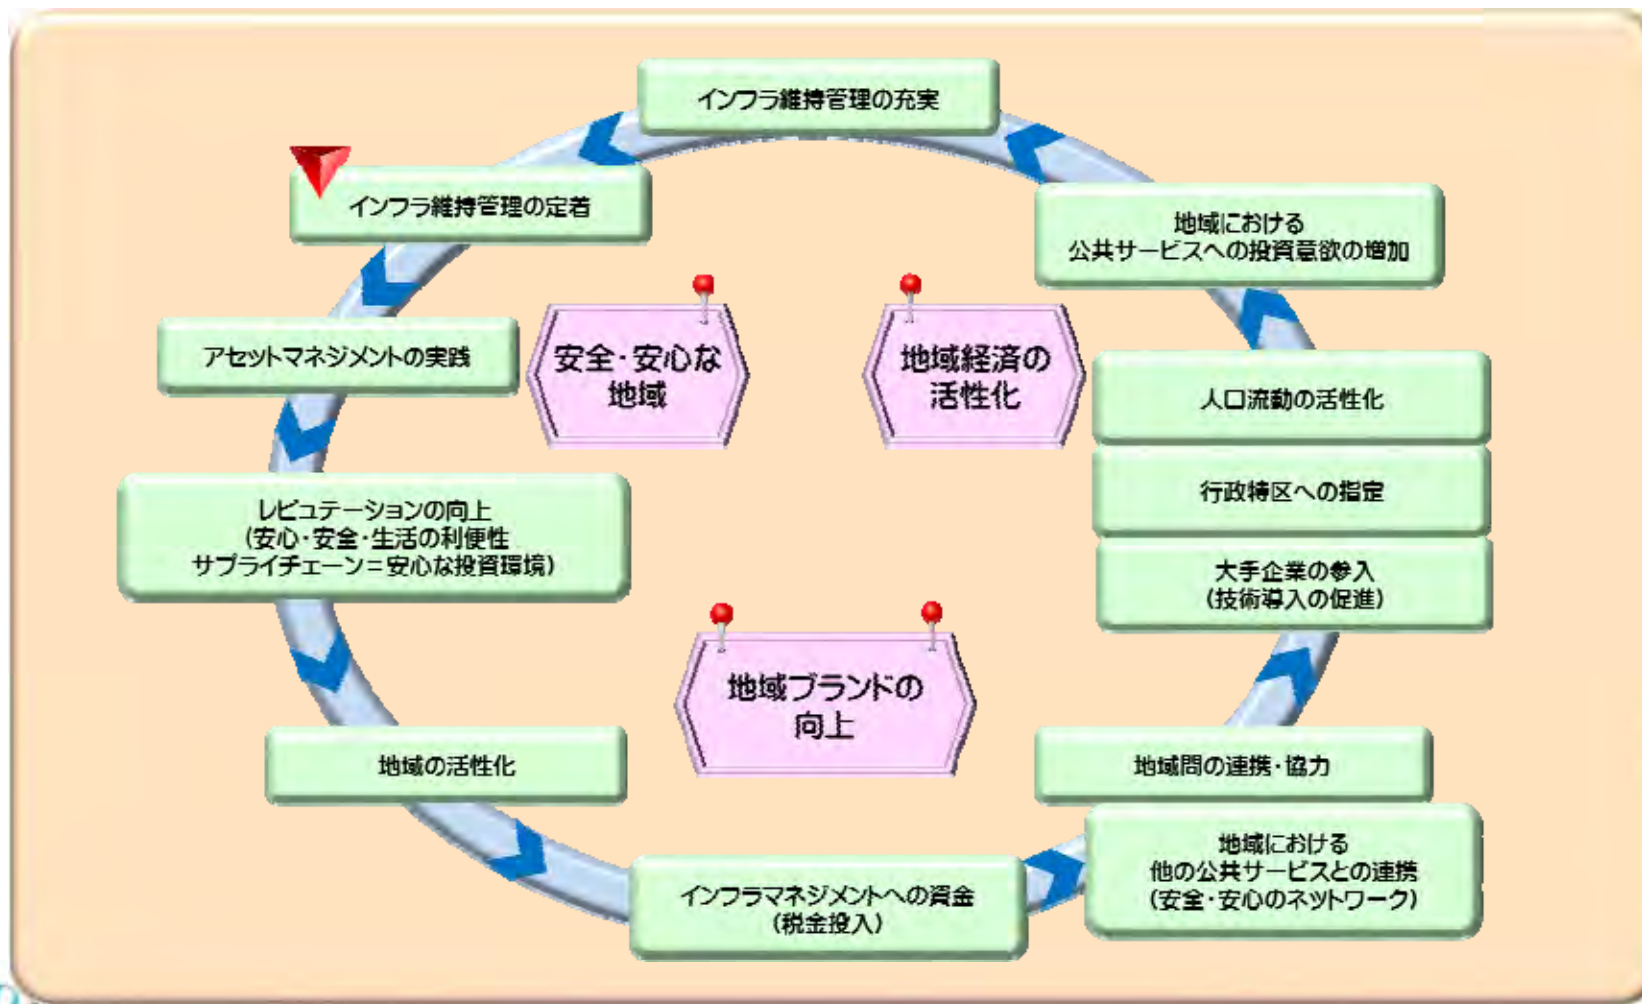 インフラ維持管理の充実
インフラ維持管理の定着
地域における
公共サービスへの投資意欲の増加
安全・安心な
地域
地域経済の
活性化
アセットマネジメントの実践
人口流動の活性化
行政特区への指定
レピュテーションの向上
(安心・安全・生活の利便性
サプライチェーン＝安心な投資環境)
大手企業の参入
(技術導入の促進)
地域ブランドの
向上
地域の活性化
地域間の連携・協力
地域における
他の公共サービスとの連携
(安全・安心のネットワーク)
インフラマネジメントへの資金
(税金投入)